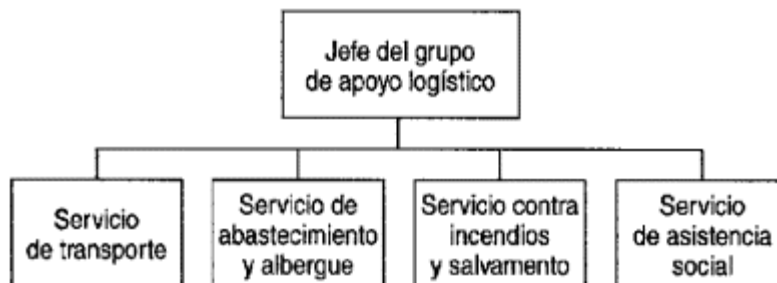 Jefe del grupo
de apoyo logístico
Servicio
de transporte
Servicio de
abastecimiento
y albergue
Servicio contra
incendios
y salvamento
Servicio
de asistencia
social